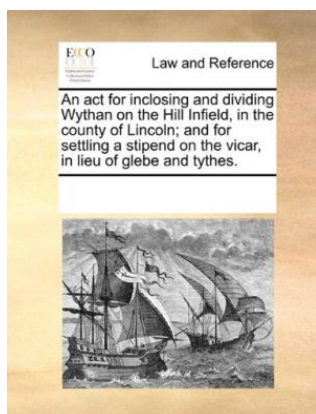 ECCO
Law and Reference
An act for inclosing and dividing
Wythan on the Hill Infield, in the
county of Lincoln; and for
settling a stipend on the vicar,
in lieu of glebe and tythes.